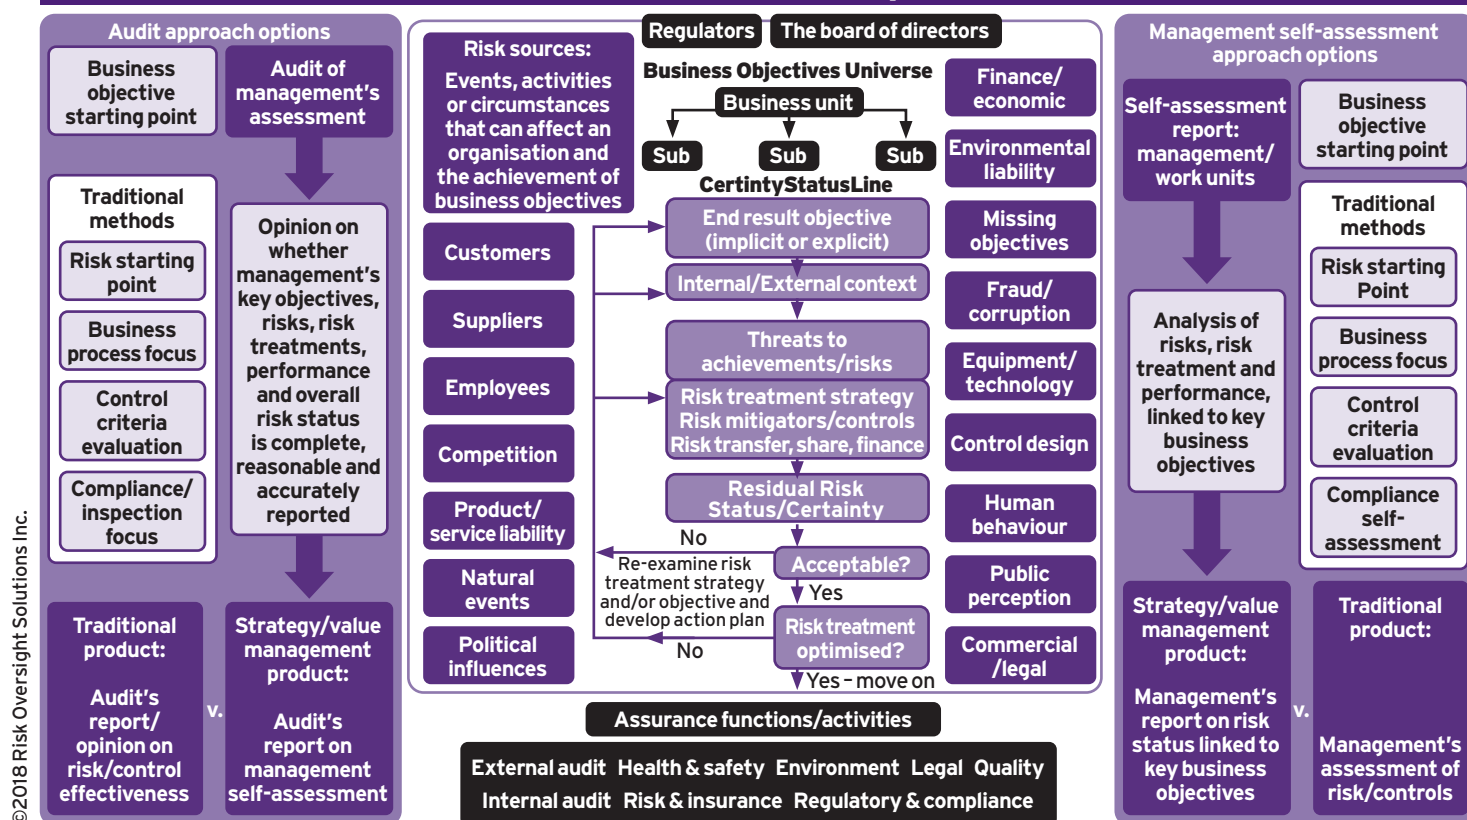 Audit approach options
Business
objective
starting point
Audit of
management's
assessment
Traditional
methods
Risk starting
point
Business
process focus
Control
criteria
evaluation
Compliance/
inspection
focus
Opinion on
whether
management's
key objectives,
risks, risk
treatments,
performance
and overall
risk status
is complete,
reasonable and
accurately
reported
Traditional
product:
Audit's
report/
opinion on
risk/control
effectiveness
v.
Strategy/value
management
product:
Audit's
report on
management
self-assessment
©2018 Risk Oversight Solutions Inc.
Risk sources:
Events, activities
or circumstances
that can affect an
organisation and
the achievement of
business objectives
Customers
Suppliers
Employees
Competition
Product/
service liability
Natural
events
Political
influences
Regulators
The board of directors
Business Objectives Universe
Business unit
Sub
Sub
Sub
CertintyStatusLine
End result objective
(implicit or explicit)
Internal/External context
Threats to
achievements/risks
Risk treatment strategy
Risk mitigators/controls
Risk transfer, share, finance
Residual Risk
Status/Certainty
No
Acceptable?
Re-examine risk
treatment strategy
and/or objective and
develop action plan
Yes
Risk treatment
optimised?
No
Yes – move on
Finance/
economic
Environmental
liability
Missing
objectives
Fraud/
corruption
Equipment/
technology
Control design
Human
behaviour
Public
perception
Commercial
/legal
Assurance functions/activities
External audit Health & safety Environment Legal Quality
Internal audit Risk & insurance Regulatory & compliance
Management self-assessment
approach options
Self-assessment
report:
management/
work units
Business
objective
starting point
Analysis of
risks, risk
treatment and
performance,
linked to key
business
objectives
Traditional
methods
Risk starting
Point
Business
process focus
Control
criteria
evaluation
Compliance
self-
assessment
Strategy/value
management
product:
Management's
report on risk
status linked to
key business
objectives
v.
Traditional
product:
Management's
assessment of
risk/controls